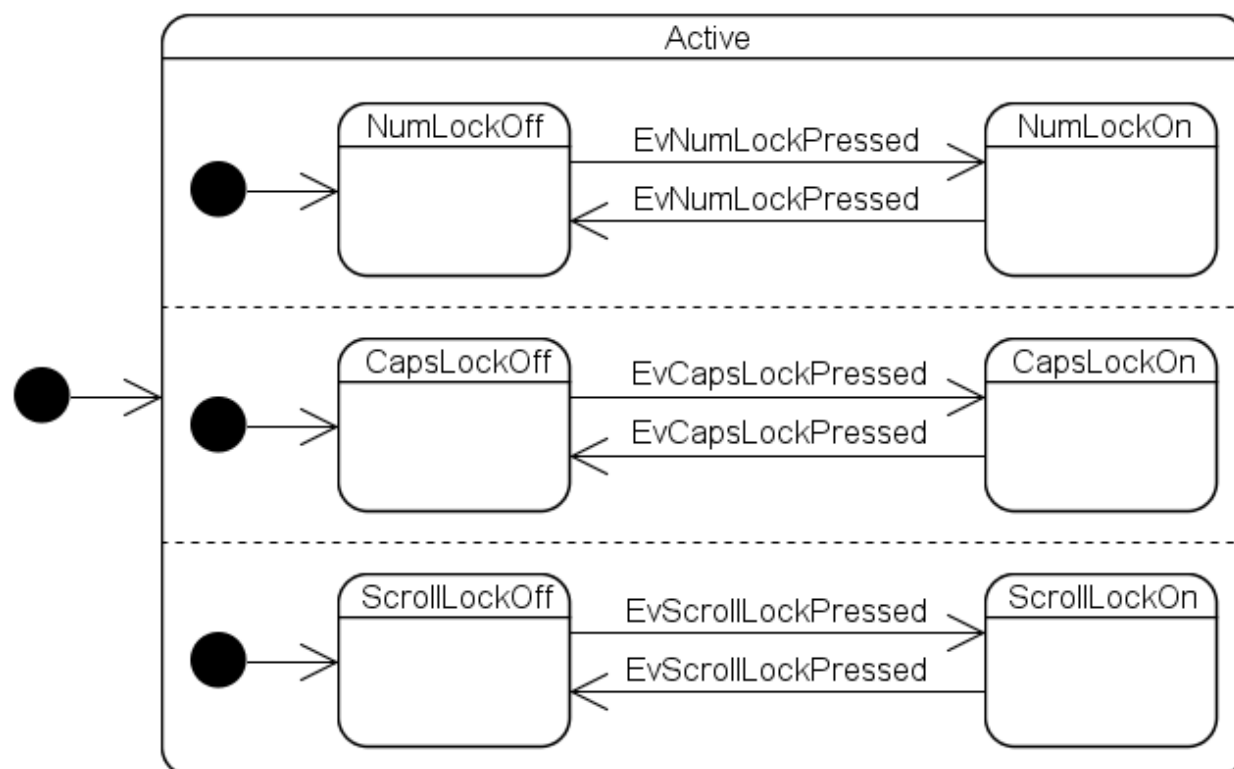 Active
NumLockOff
EvNumLockPressed
NumLockOn
EvNumLockPressed
CapsLockOff
EvCapsLockPressed
CapsLockOn
EvCapsLockPressed
ScrollLockOff
EvScrollLockPressed
ScrollLockOn
EvScrollLockPressed